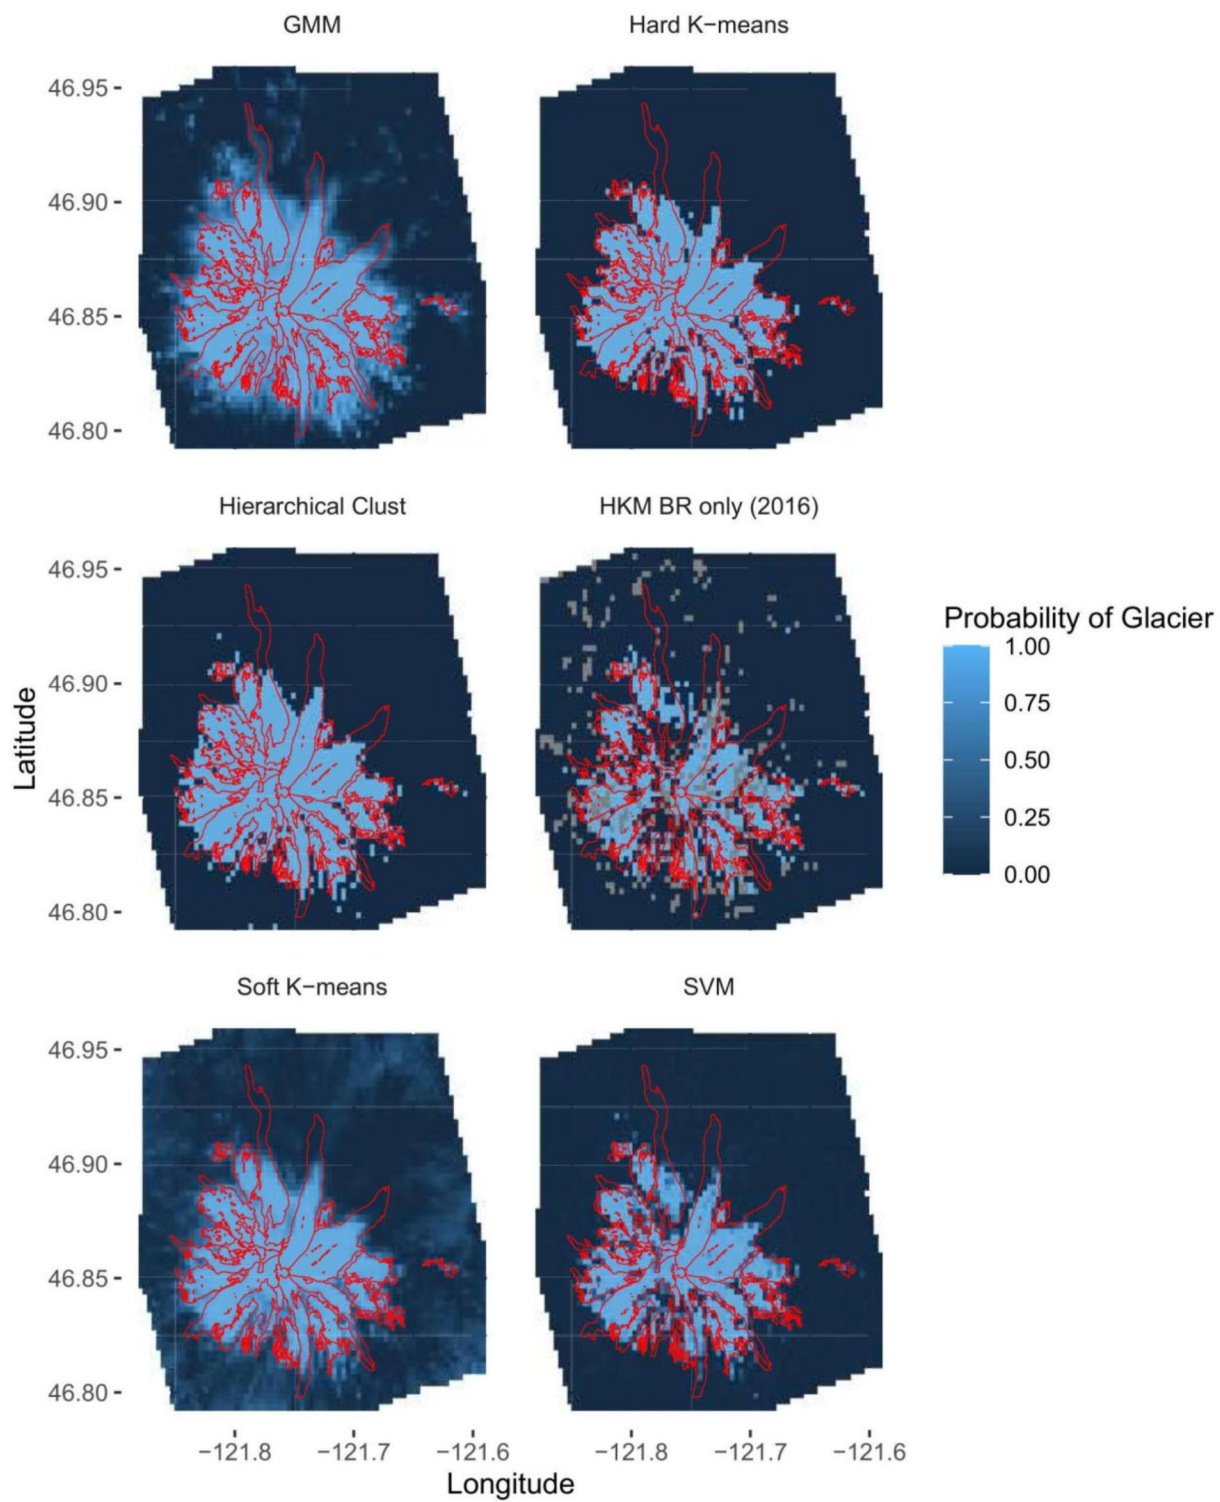 GMM
Hard K−means
46.95
46.90
46.85
46.80
Hierarchical Clust
HKM BR only (2016)
46.95
46.90
46.85
46.80
Latitude
Probability of Glacier
1.00
0.75
0.50
0.25
0.00
Soft K−means
SVM
46.95
46.90
46.85
46.80
−121.8
−121.7
−121.6
−121.8
−121.7
−121.6
Longitude